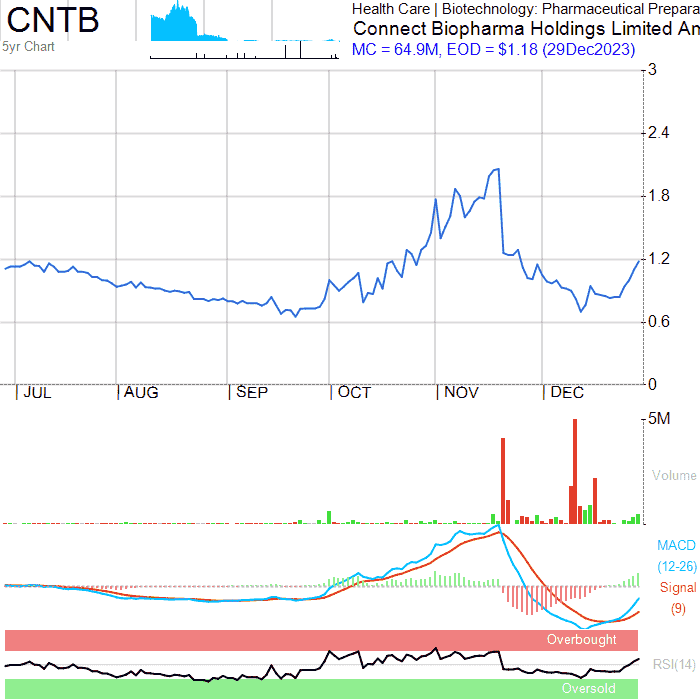 CNTB
5yr Chart
Health Care | Biotechnology: Pharmaceutical Prepara
Connect Biopharma Holdings Limited An
MC = 64.9M, EOD = $1.18 (29Dec2023)
3
2.4
1.8
1.2
0.6
0
JUL
AUG
SEP
OCT
NOV
DEC
5M
Volume
MACD
(12-26)
Signal
(9)
Overbought
RSI(14)
Oversold